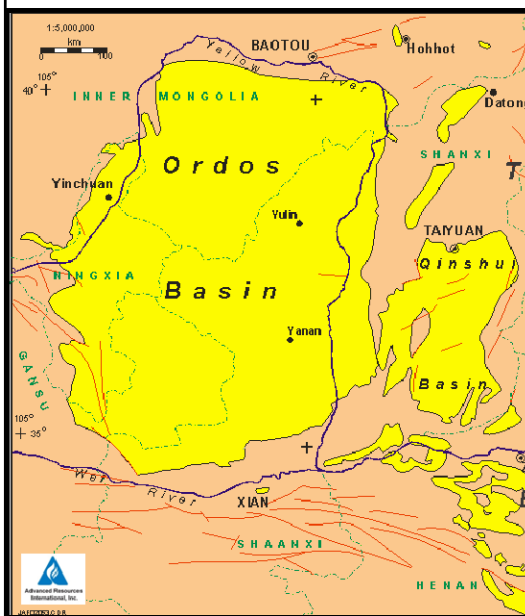 1:5,000,000
km
0 100
BAOTOU
Hohhot
Yellow River
105°
40°
INNER MONGOLIA
Datong
SHANXI
Ordos
T
Yinchuan
Yulin
TAIYUAN
Qinshui
NINGXIA
Basin
Yanan
GANSU
Basin
105°
35°
Wei River
XIAN
SHAANXI
HENAN
Advanced Resources
International, Inc.